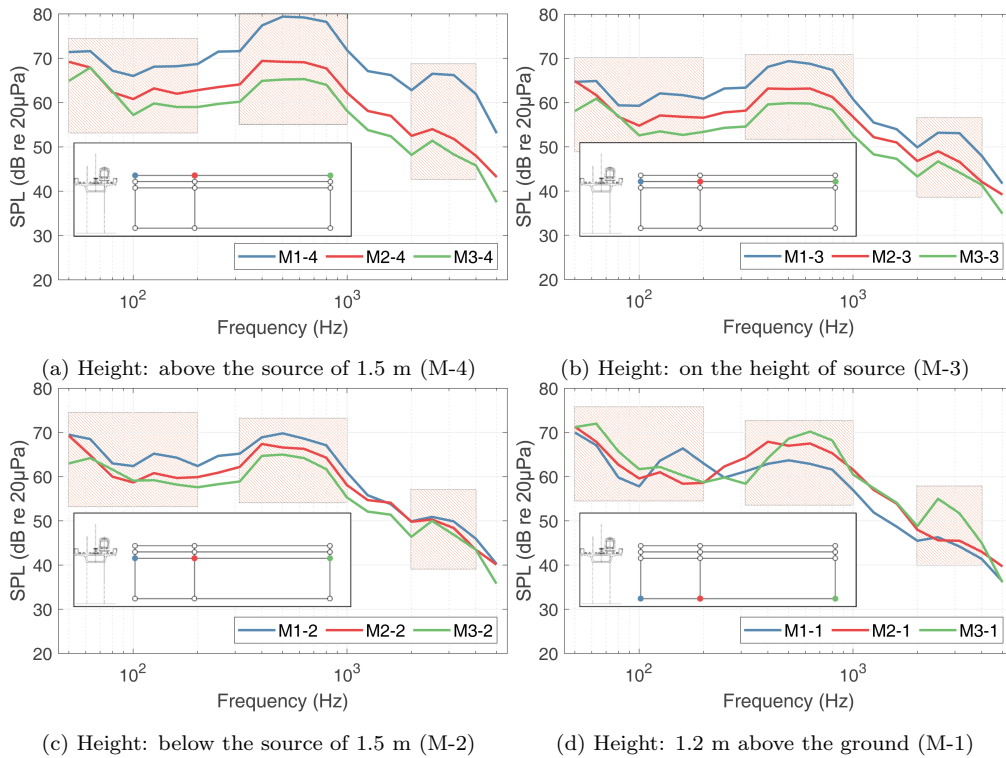 80
70
60
50
40
30
20
SPL (dB re 20μPa)
10²
10³
Frequency (Hz)
M1-4 M2-4 M3-4
(a) Height: above the source of 1.5 m (M-4)
80
70
60
50
40
30
20
SPL (dB re 20μPa)
10²
10³
Frequency (Hz)
M1-3 M2-3 M3-3
(b) Height: on the height of source (M-3)
80
70
60
50
40
30
20
SPL (dB re 20μPa)
10²
10³
Frequency (Hz)
M1-2 M2-2 M3-2
(c) Height: below the source of 1.5 m (M-2)
80
70
60
50
40
30
20
SPL (dB re 20μPa)
10²
10³
Frequency (Hz)
M1-1 M2-1 M3-1
(d) Height: 1.2 m above the ground (M-1)